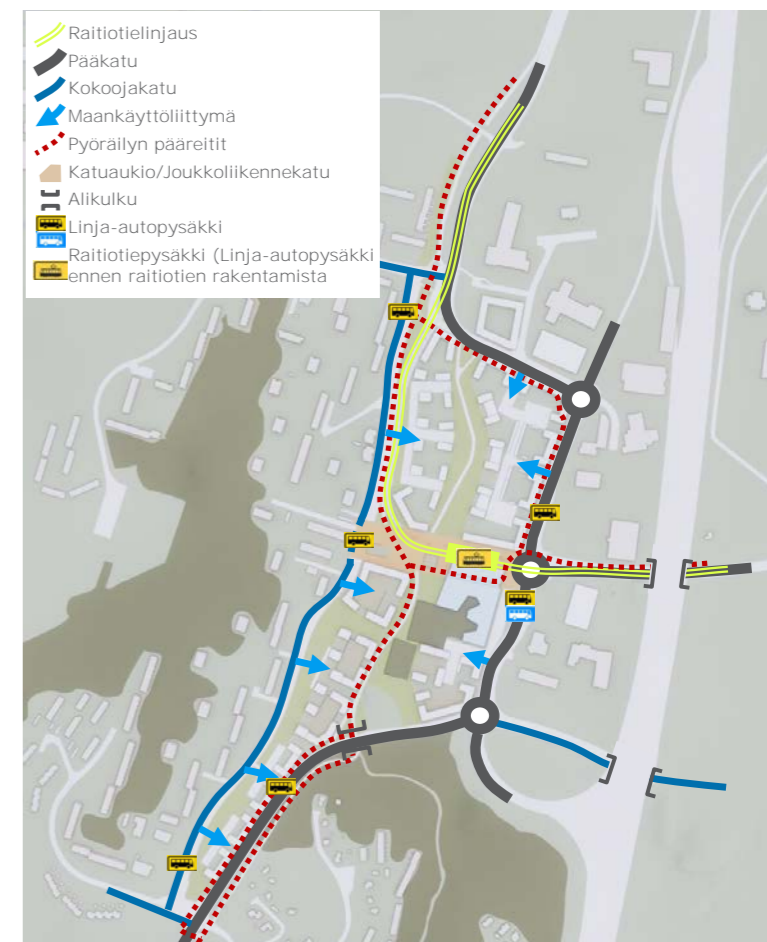 Raitiotielinjaus
Pääkatu
Kokoojakatu
Maankäyttöliittymä
Pyöräilyn pääreitit
Katuaukio/Joukkoliikennekatu
Alikulku
Linja-autopysäkki
Raitiotiepysäkki (Linja-autopysäkki
ennen raitiotien rakentamista